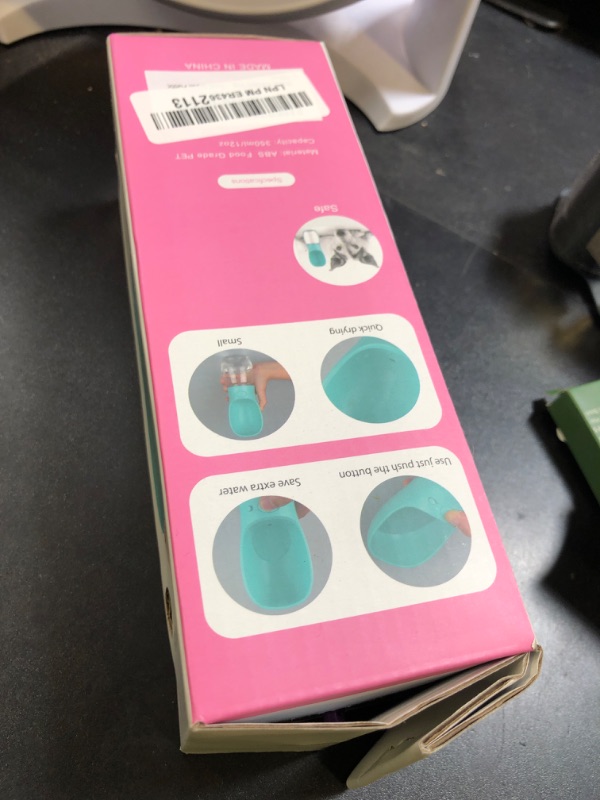 Use just push the button
Save extra water
Quick drying
Small
Safe
Specifications
Material: ABS Food Grade PET
Capacity: 350ml/12oz
LPN PM ER4362113
MADE IN CHINA